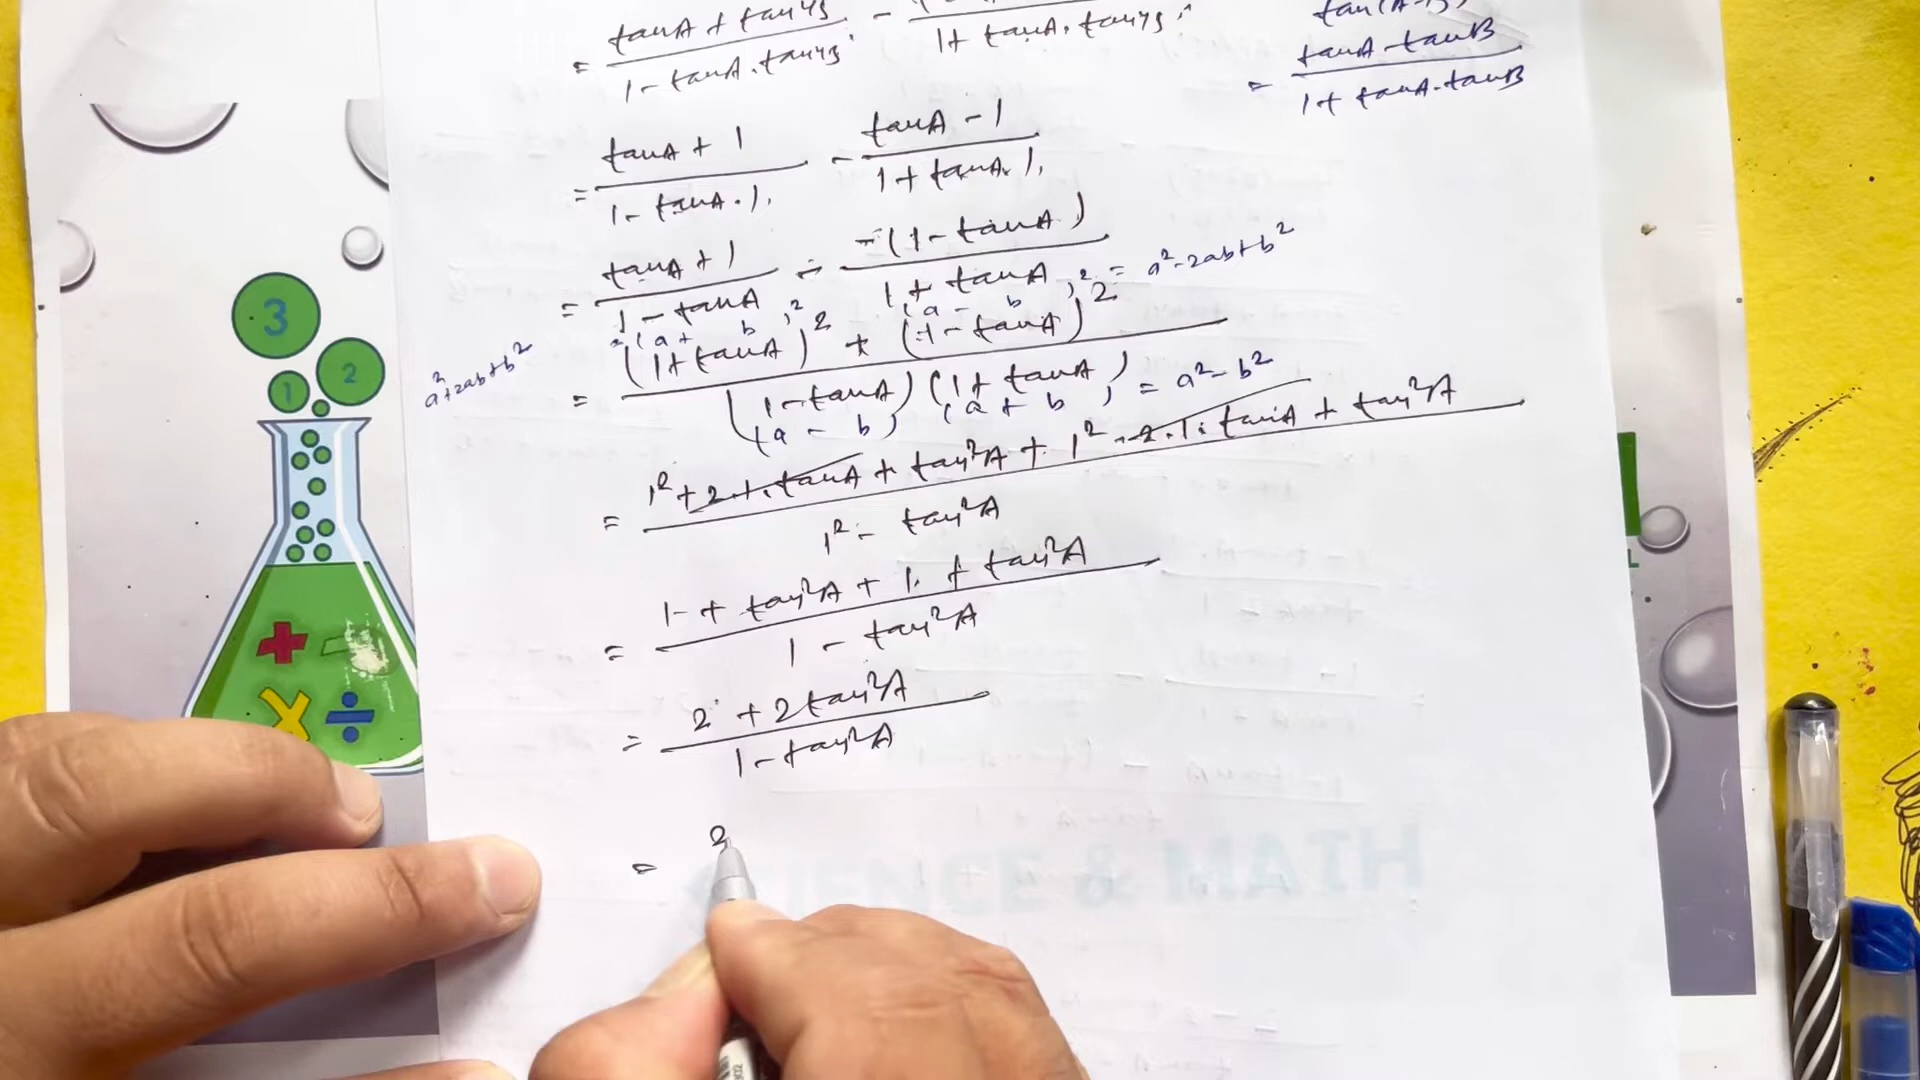 tanA + tan45° -
= 1 - tanA.tan45° 1 + tanA.tan45°
tanA - tanB
= 1 + tanA.tanB
= tanA + 1 / 1 - tanA.1 - tanA - 1 / 1 + tanA.1
= tanA + 1 / 1 - tanA - -(1 - tanA) / 1 + tanA
(a + b)² (a - b)² = a² - 2ab + b²
a² + 2ab + b²
= (1 + tanA)² + (1 - tanA)² / (1 - tanA)(1 + tanA)
(a - b) (a + b) = a² - b²
= 1² + 2.1.tanA + tan²A + 1² - 2.1.tanA + tan²A / 1² - tan²A
= 1 + tan²A + 1 + tan²A / 1 - tan²A
= 2 + 2tan²A / 1 - tan²A
= 2
3
1 2
+ -
× ÷
SCIENCE & MATH